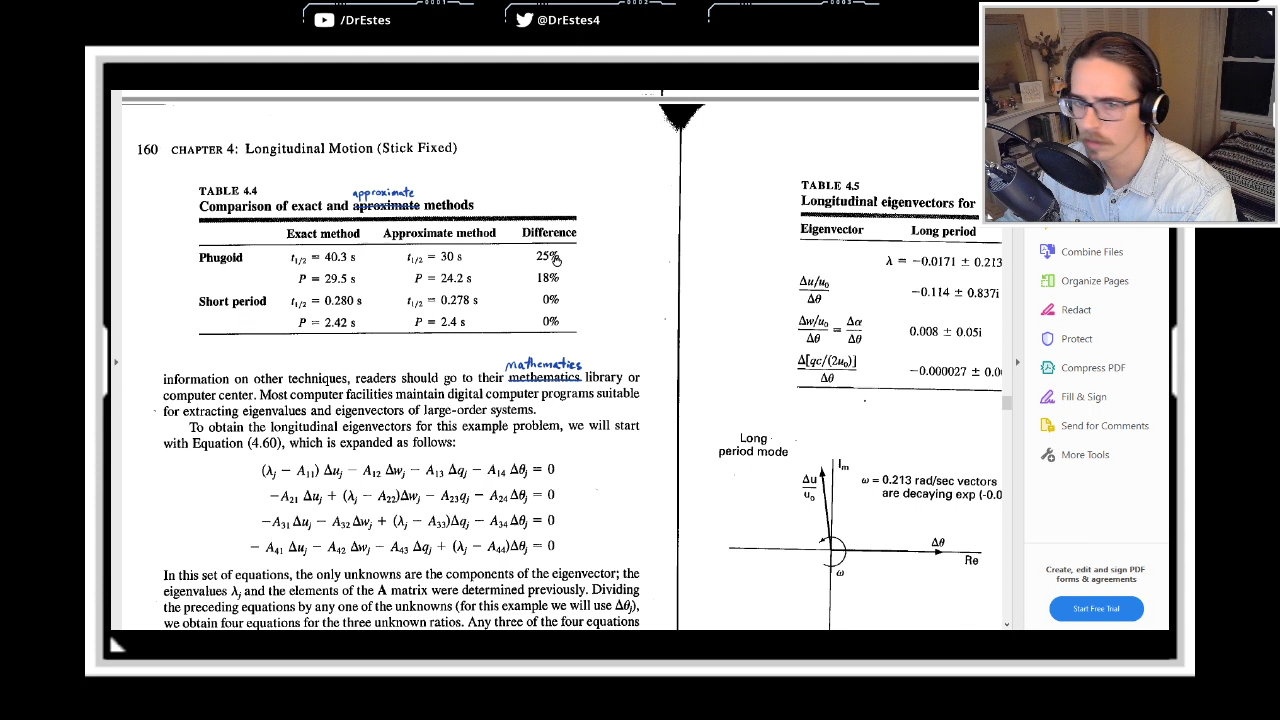 /DrEstes
@DrEstes4
160 CHAPTER 4: Longitudinal Motion (Stick Fixed)
TABLE 4.4
approximate
Comparison of exact and aproximate methods
Exact method Approximate method Difference
Phugoid t1/2 = 40.3 s t1/2 = 30 s 25%
P = 29.5 s P = 24.2 s 18%
Short period t1/2 = 0.280 s t1/2 = 0.278 s 0%
P = 2.42 s P = 2.4 s 0%
mathematics
information on other techniques, readers should go to their methematics library or
computer center. Most computer facilities maintain digital computer programs suitable
for extracting eigenvalues and eigenvectors of large-order systems.
To obtain the longitudinal eigenvectors for this example problem, we will start
with Equation (4.60), which is expanded as follows:
(λj − A11) Δuj − A12 Δwj − A13 Δqj − A14 Δθj = 0
−A21 Δuj + (λj − A22)Δwj − A23qj − A24 Δθj = 0
−A31 Δuj − A32 Δwj + (λj − A33)Δqj − A34 Δθj = 0
− A41 Δuj − A42 Δwj − A43 Δqj + (λj − A44)Δθj = 0
In this set of equations, the only unknowns are the components of the eigenvector; the
eigenvalues λj and the elements of the A matrix were determined previously. Dividing
the preceding equations by any one of the unknowns (for this example we will use Δθj),
we obtain four equations for the three unknown ratios. Any three of the four equations
TABLE 4.5
Longitudinal eigenvectors for
Eigenvector Long period
λ = −0.0171 ± 0.213
Δu/u0
Δθ
−0.114 ± 0.837i
Δw/u0 = Δα
Δθ Δθ
0.008 ± 0.05i
Δ[qc/(2u0)]
Δθ
−0.000027 ± 0.0
Long
period mode
Im
Δu
u0
ω = 0.213 rad/sec vectors
are decaying exp (-0.0
Δθ
Re
ω
Combine Files
Organize Pages
Redact
Protect
Compress PDF
Fill & Sign
Send for Comments
More Tools
Create, edit and sign PDF
forms & agreements
Start Free Trial